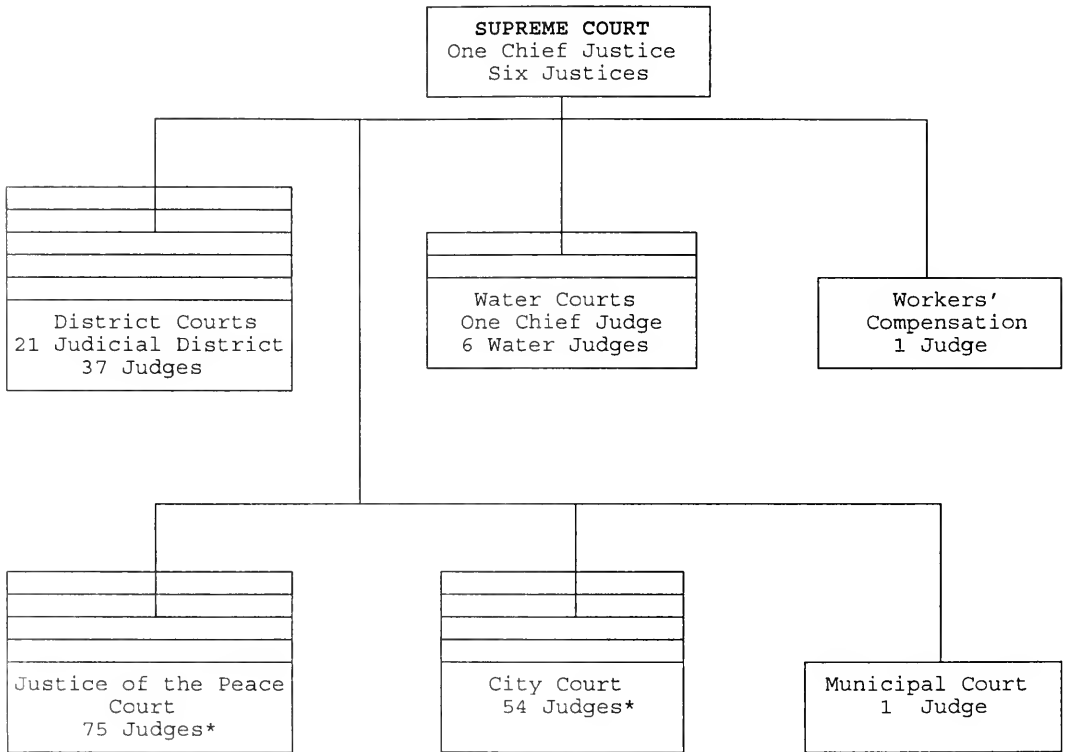 SUPREME COURT
One Chief Justice
Six Justices
District Courts
21 Judicial District
37 Judges
Water Courts
One Chief Judge
6 Water Judges
Workers'
Compensation
1 Judge
Justice of the Peace
Court
75 Judges*
City Court
54 Judges*
Municipal Court
1 Judge